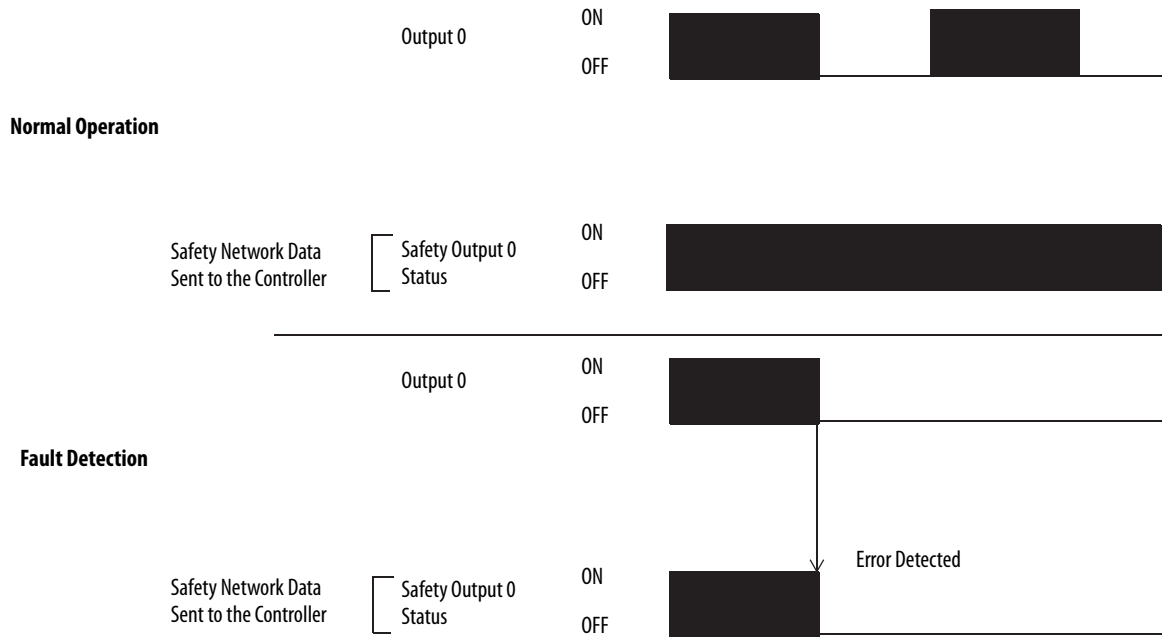 Output 0
ON
OFF
Normal Operation
Safety Network Data
Sent to the Controller
Safety Output 0
Status
ON
OFF
Output 0
ON
OFF
Fault Detection
Error Detected
Safety Network Data
Sent to the Controller
Safety Output 0
Status
ON
OFF